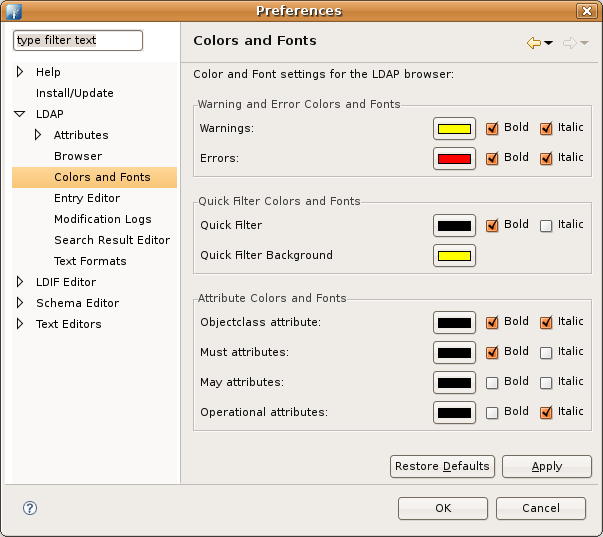 Preferences
type filter text
Help
Install/Update
LDAP
Attributes
Browser
Colors and Fonts
Entry Editor
Modification Logs
Search Result Editor
Text Formats
LDIF Editor
Schema Editor
Text Editors
Colors and Fonts
Color and Font settings for the LDAP browser:
Warning and Error Colors and Fonts
Warnings: Bold Italic
Errors: Bold Italic
Quick Filter Colors and Fonts
Quick Filter Bold Italic
Quick Filter Background
Attribute Colors and Fonts
Objectclass attribute: Bold Italic
Must attributes: Bold Italic
May attributes: Bold Italic
Operational attributes: Bold Italic
Restore Defaults Apply
? OK Cancel